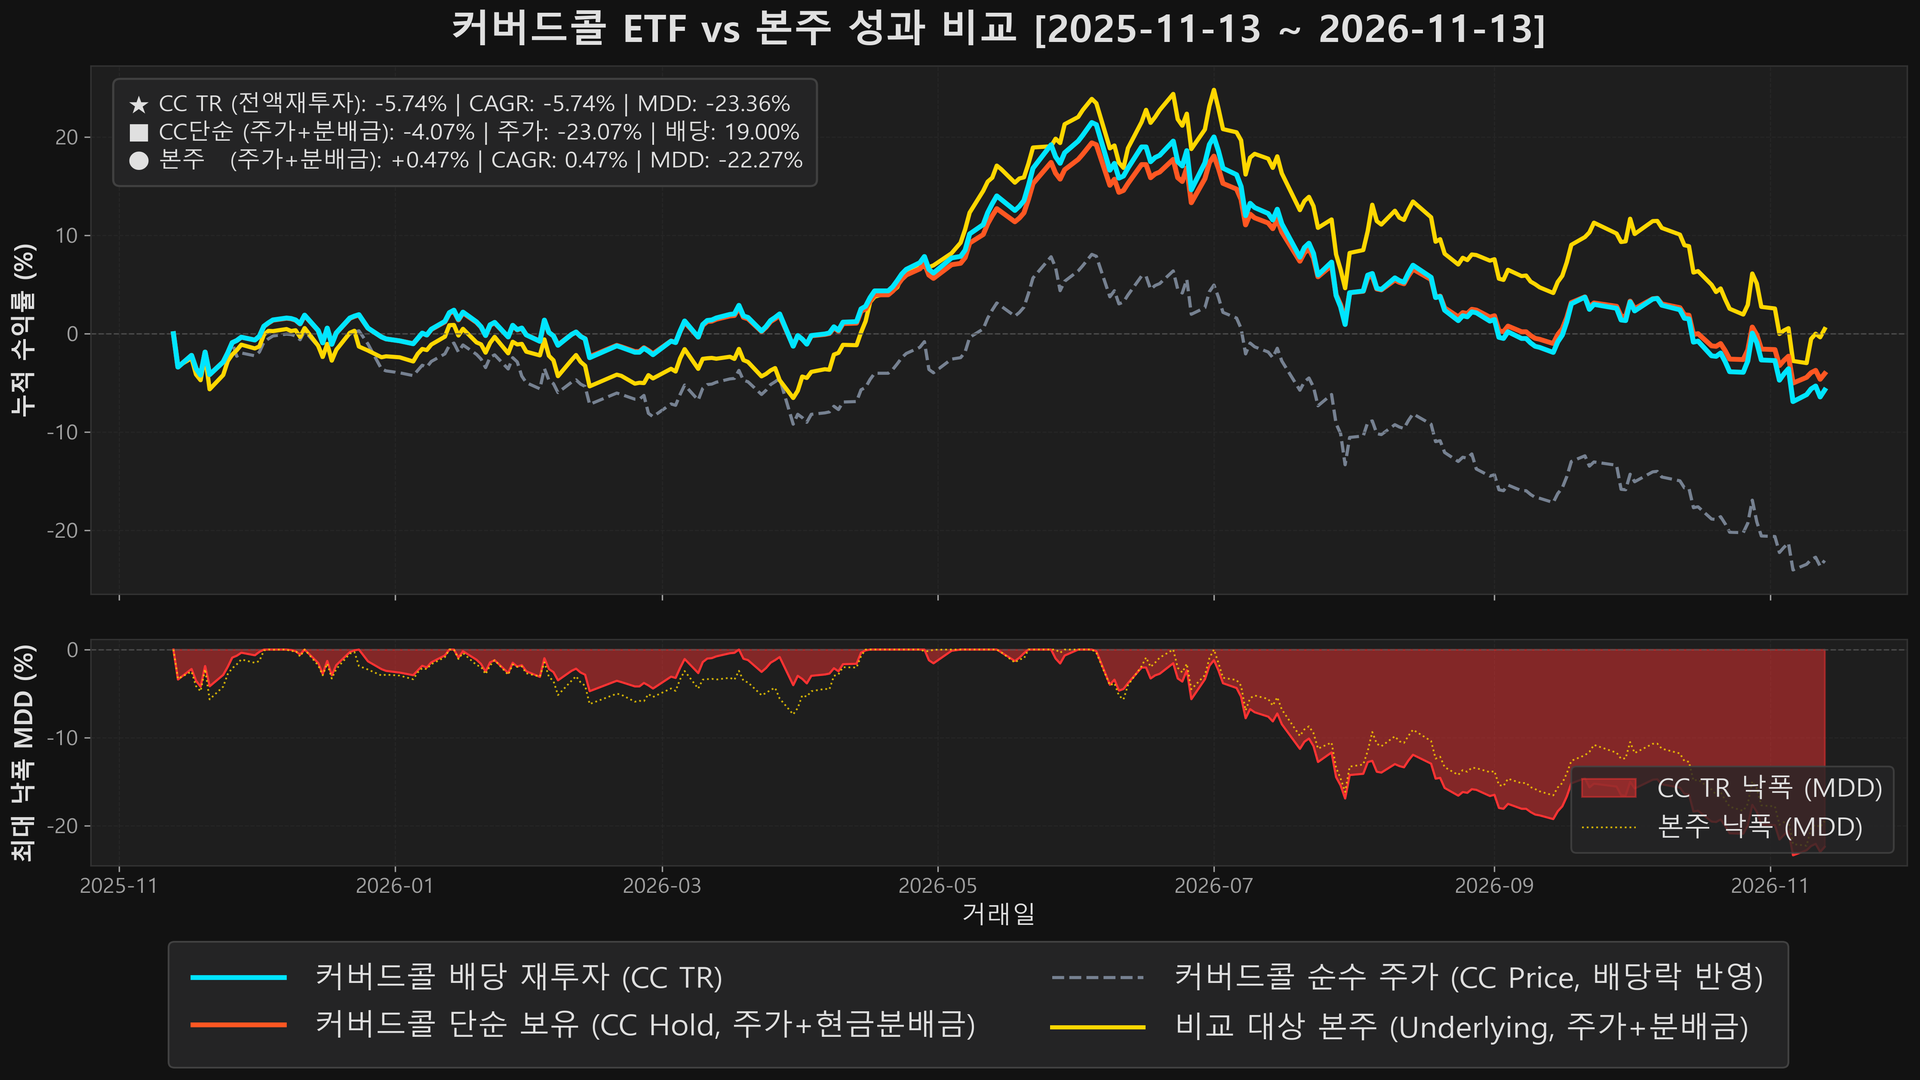 커버드콜 ETF vs 본주 성과 비교 [2025-11-13 ~ 2026-11-13]
★ CC TR (전액재투자): -5.74% | CAGR: -5.74% | MDD: -23.36%
■ CC단순 (주가+분배금): -4.07% | 주가: -23.07% | 배당: 19.00%
● 본주 (주가+분배금): +0.47% | CAGR: 0.47% | MDD: -22.27%
누적 수익률 (%)
20
10
0
-10
-20
최대 낙폭 MDD (%)
0
-10
-20
CC TR 낙폭 (MDD)
본주 낙폭 (MDD)
2025-11 2026-01 2026-03 2026-05 2026-07 2026-09 2026-11
거래일
커버드콜 배당 재투자 (CC TR)
커버드콜 단순 보유 (CC Hold, 주가+현금분배금)
커버드콜 순수 주가 (CC Price, 배당락 반영)
비교 대상 본주 (Underlying, 주가+분배금)